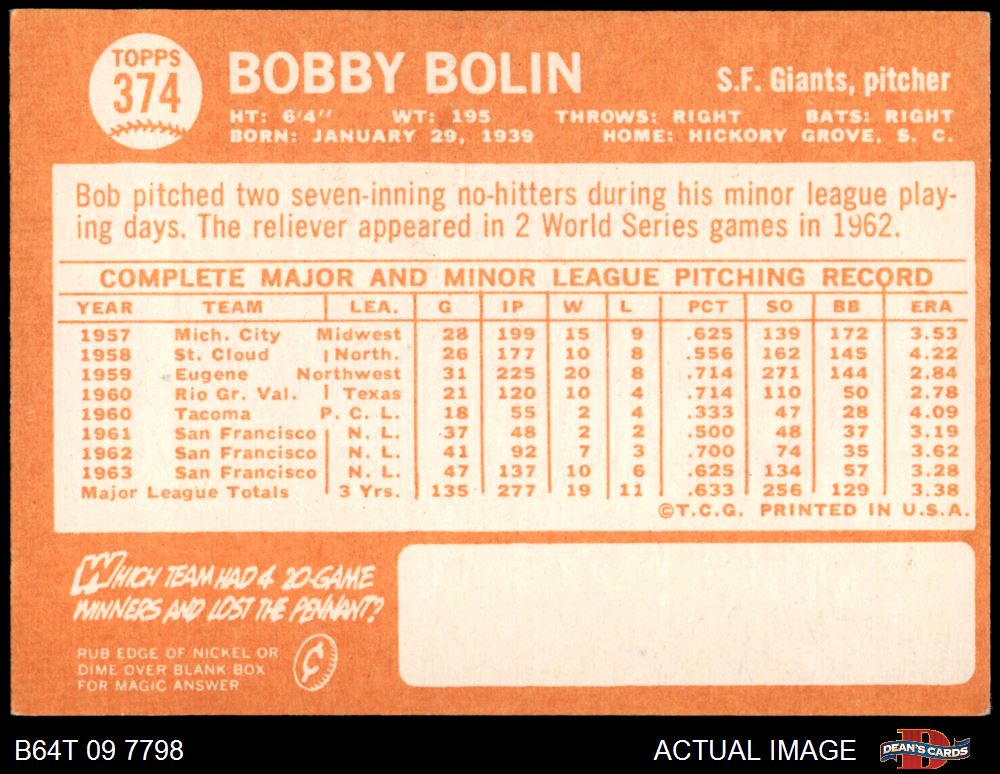 TOPPS
374
BOBBY BOLIN
S.F. Giants, pitcher
HT: 6'4" WT: 195 THROWS: RIGHT BATS: RIGHT
BORN: JANUARY 29, 1939 HOME: HICKORY GROVE, S. C.
Bob pitched two seven-inning no-hitters during his minor league play-
ing days. The reliever appeared in 2 World Series games in 1962.
COMPLETE MAJOR AND MINOR LEAGUE PITCHING RECORD
YEAR TEAM LEA. G IP W L PCT SO BB ERA
1957 Mich. City Midwest 28 199 15 9 .625 139 172 3.53
1958 St. Cloud North. 26 177 10 8 .556 162 145 4.22
1959 Eugene Northwest 31 225 20 8 .714 271 144 2.84
1960 Rio Gr. Val. Texas 21 120 10 4 .714 110 50 2.78
1960 Tacoma P. C. L. 18 55 2 4 .333 47 28 4.09
1961 San Francisco N. L. 37 48 2 2 .500 48 37 3.19
1962 San Francisco N. L. 41 92 7 3 .700 74 35 3.62
1963 San Francisco N. L. 47 137 10 6 .625 134 57 3.28
Major League Totals 3 Yrs. 135 277 19 11 .633 256 129 3.38
©T.C.G. PRINTED IN U.S.A.
WHICH TEAM HAD 4 20-GAME
WINNERS AND LOST THE PENNANT?
RUB EDGE OF NICKEL OR
DIME OVER BLANK BOX
FOR MAGIC ANSWER
¢
B64T 09 7798
ACTUAL IMAGE
DEAN'S CARDS